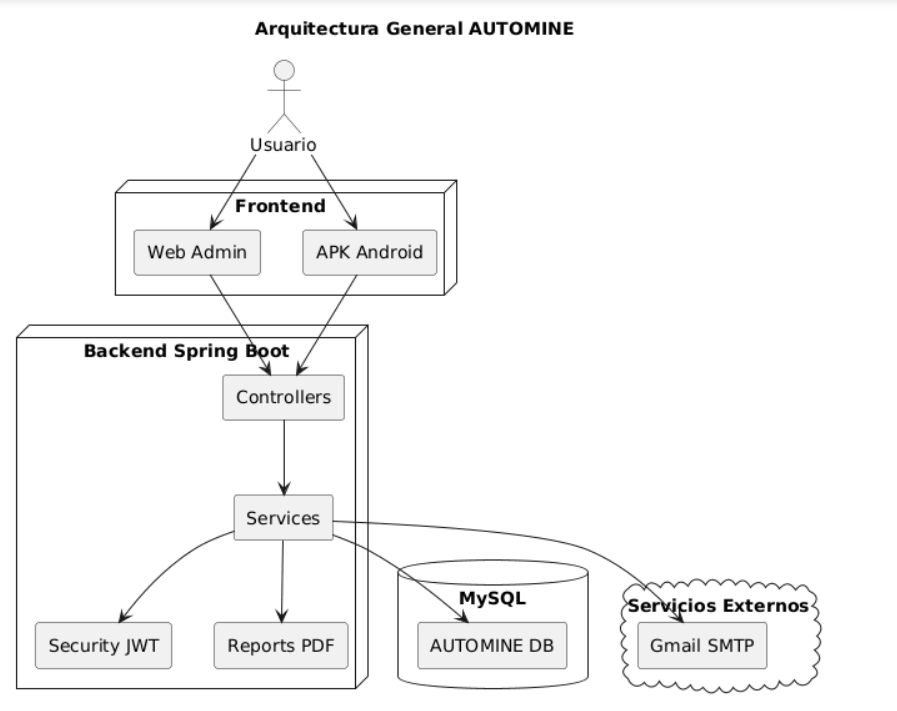 Arquitectura General AUTOMINE
Usuario
Frontend
Web Admin
APK Android
Backend Spring Boot
Controllers
Services
Security JWT
Reports PDF
MySQL
AUTOMINE DB
Servicios Externos
Gmail SMTP